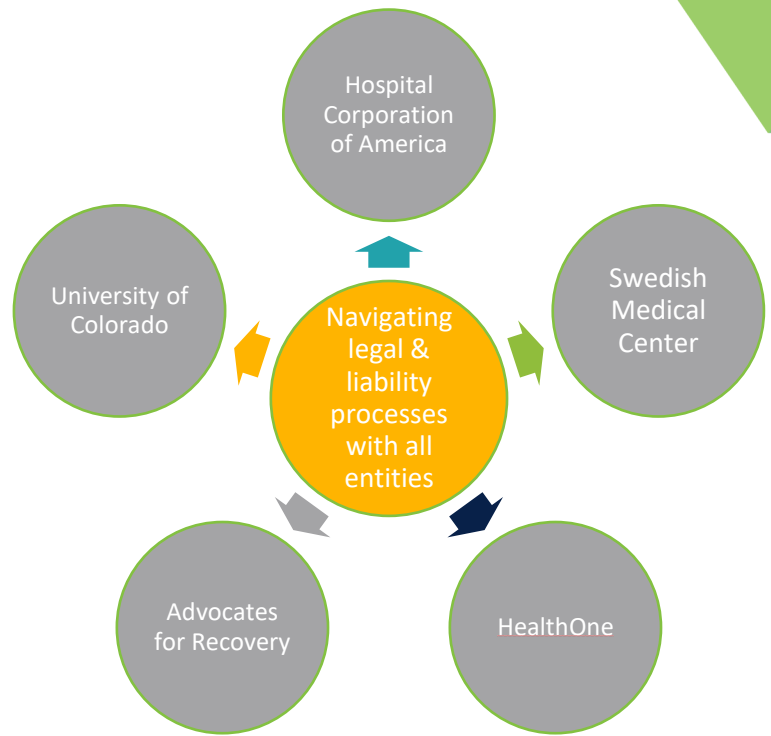 Hospital
Corporation
of America
University of
Colorado
Swedish
Medical
Center
Navigating
legal &
liability
processes
with all
entities
Advocates
for Recovery
HealthOne